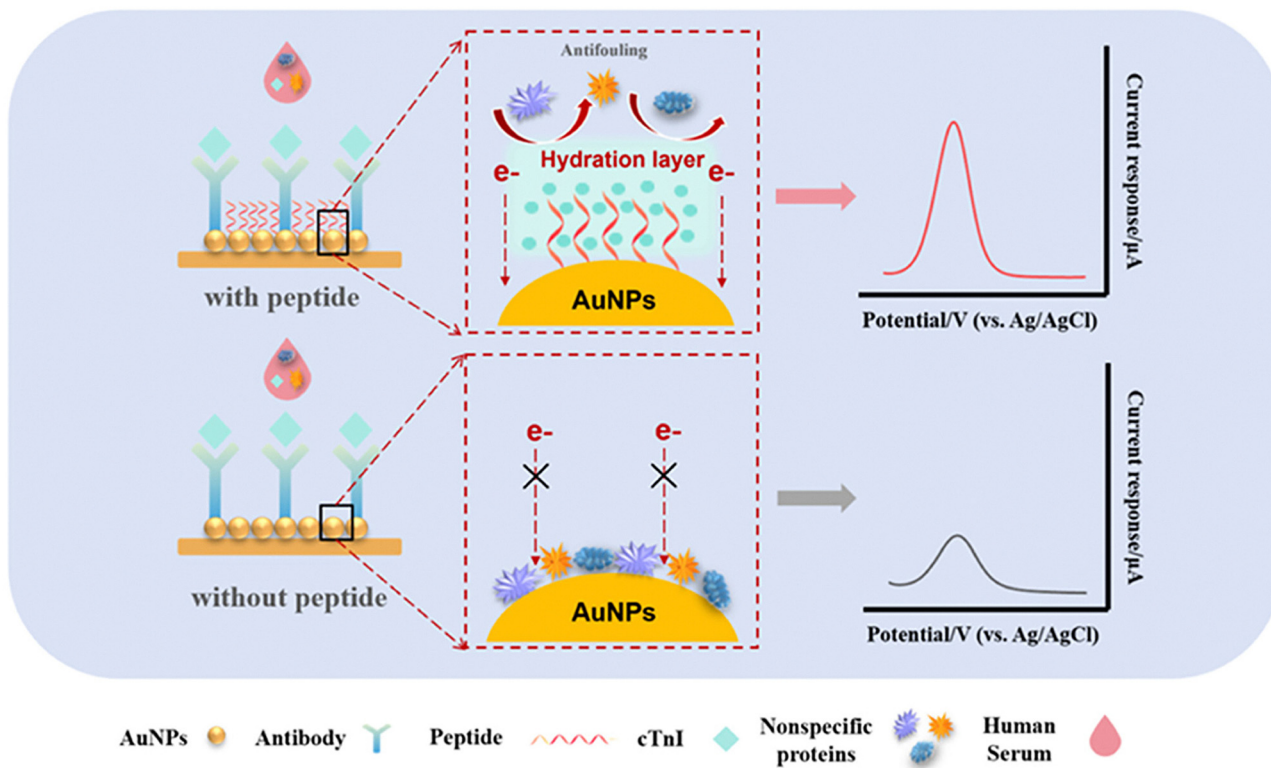 Antifouling
Hydration layer
e-
e-
AuNPs
with peptide
Current response/μA
Potential/V (vs. Ag/AgCl)
e-
e-
AuNPs
without peptide
Current response/μA
Potential/V (vs. Ag/AgCl)
AuNPs
Antibody
Peptide
cTnI
Nonspecific
proteins
Human
Serum